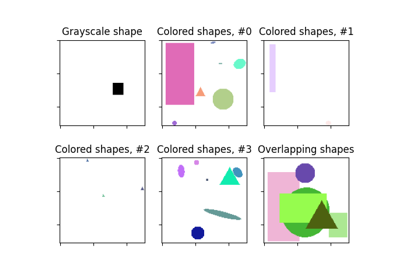 Grayscale shape
Colored shapes, #0
Colored shapes, #1
Colored shapes, #2
Colored shapes, #3
Overlapping shapes